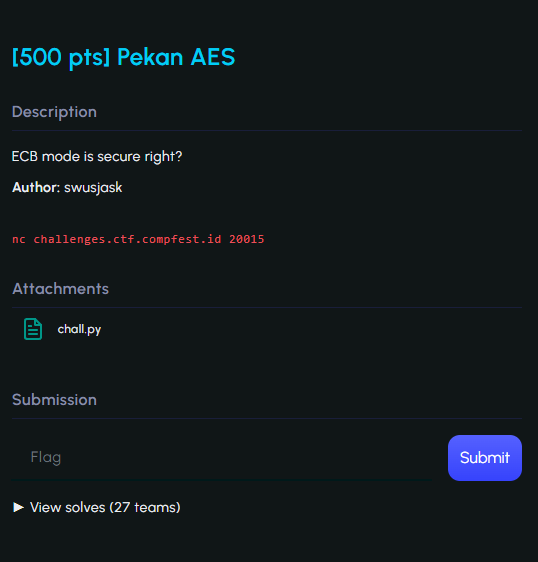 [500 pts] Pekan AES
Description
ECB mode is secure right?
Author: swusjask
nc challenges.ctf.compfest.id 20015
Attachments
chall.py
Submission
Flag
Submit
► View solves (27 teams)